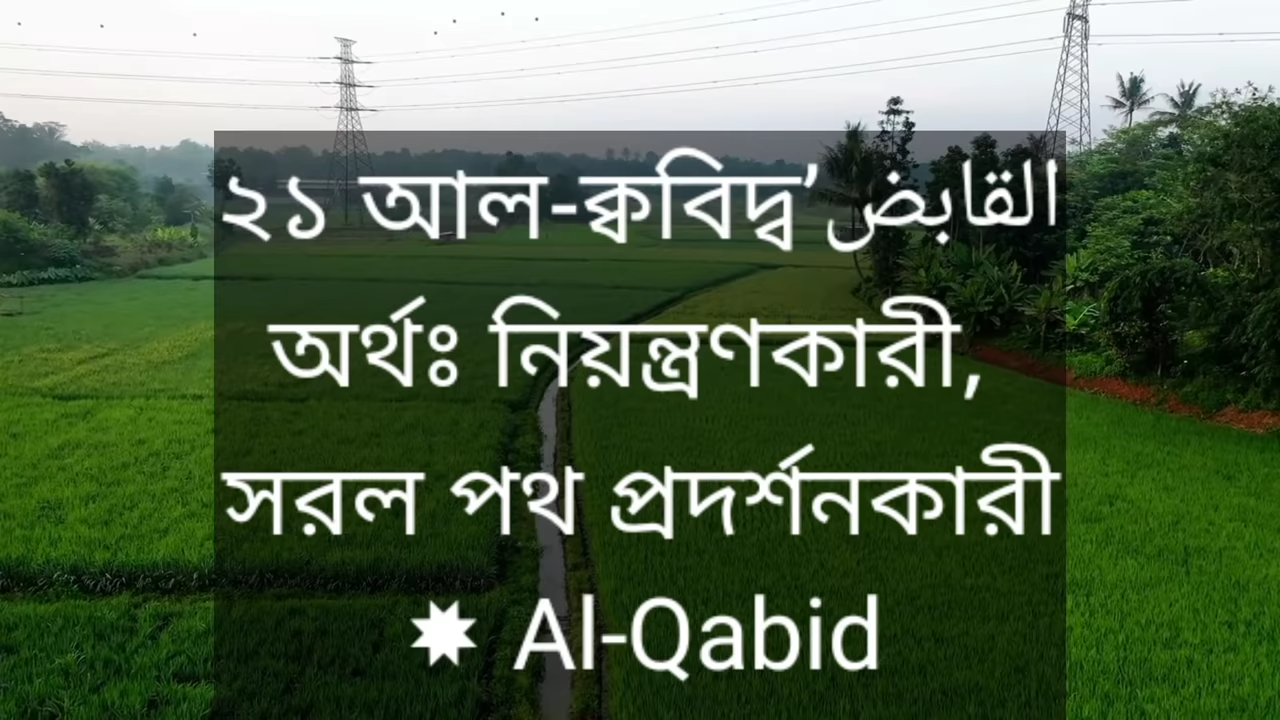 ২১ আল-ক্ববিদ্ব’ القابض
অর্থঃ নিয়ন্ত্রণকারী,
সরল পথ প্রদর্শনকারী
✸ Al-Qabid